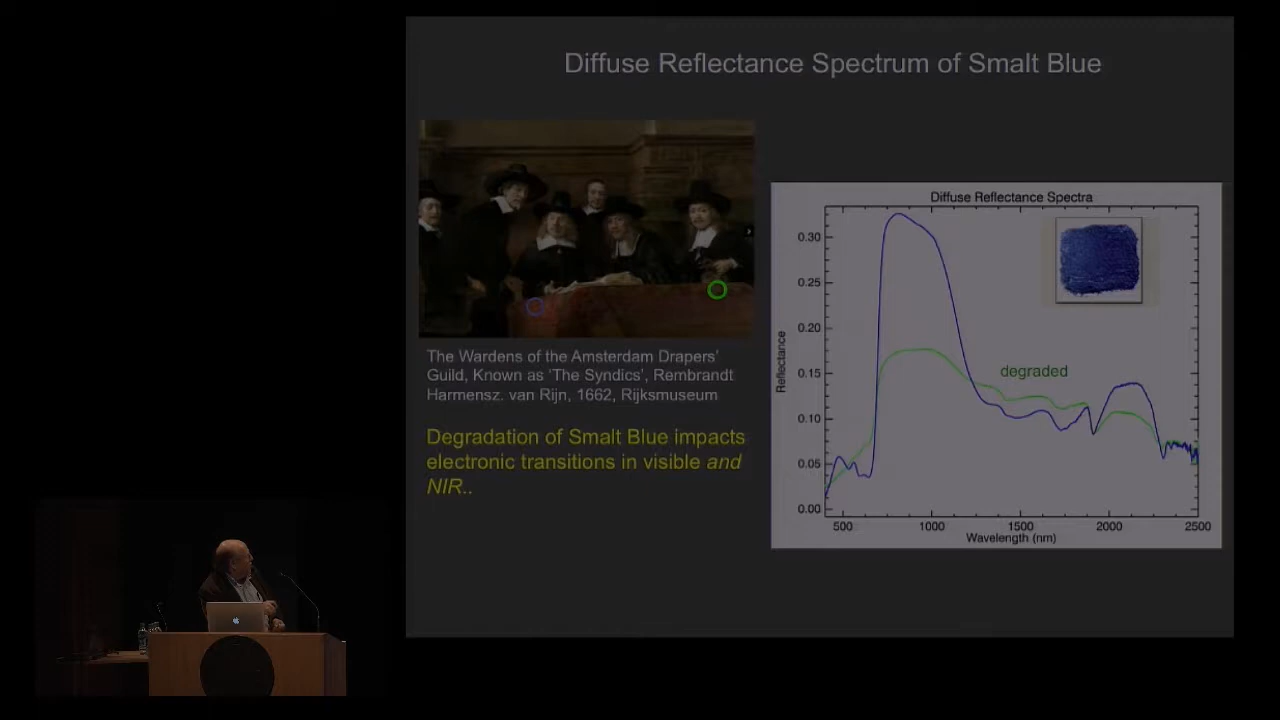 Diffuse Reflectance Spectrum of Smalt Blue
The Wardens of the Amsterdam Drapers'
Guild, Known as 'The Syndics', Rembrandt
Harmensz. van Rijn, 1662, Rijksmuseum
Degradation of Smalt Blue impacts
electronic transitions in visible and
NIR..
Diffuse Reflectance Spectra
0.30
0.25
0.20
0.15
0.10
0.05
0.00
Reflectance
degraded
500 1000 1500 2000 2500
Wavelength (nm)